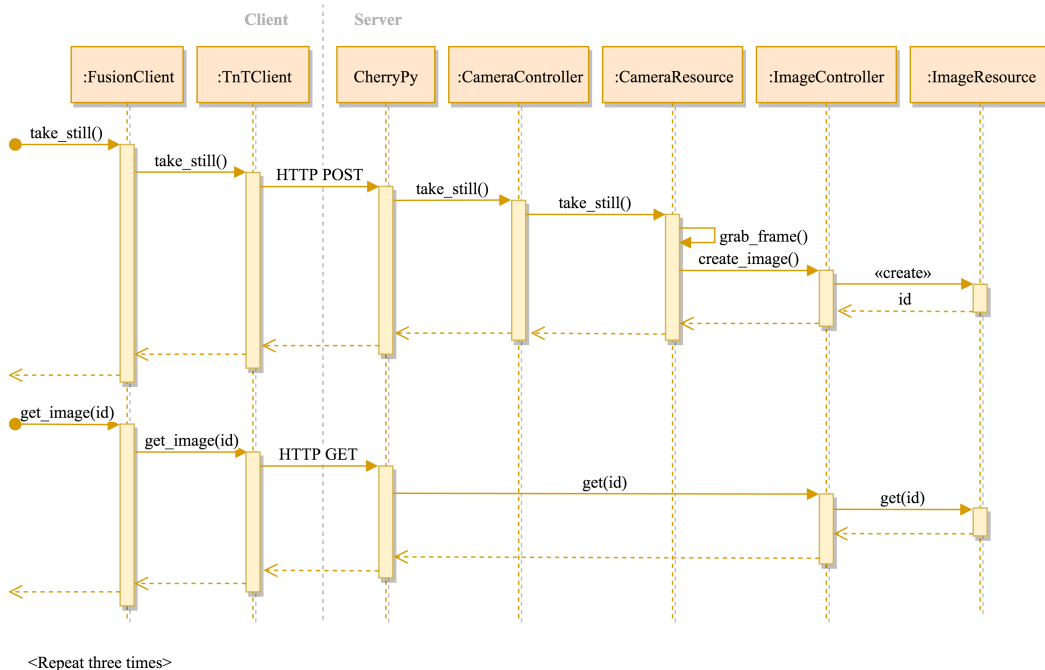 Client Server
:FusionClient :TnTClient CherryPy :CameraController :CameraResource :ImageController :ImageResource
take_still()
take_still()
HTTP POST
take_still()
take_still()
grab_frame()
create_image()
«create»
id
get_image(id)
get_image(id)
HTTP GET
get(id)
get(id)
<Repeat three times>